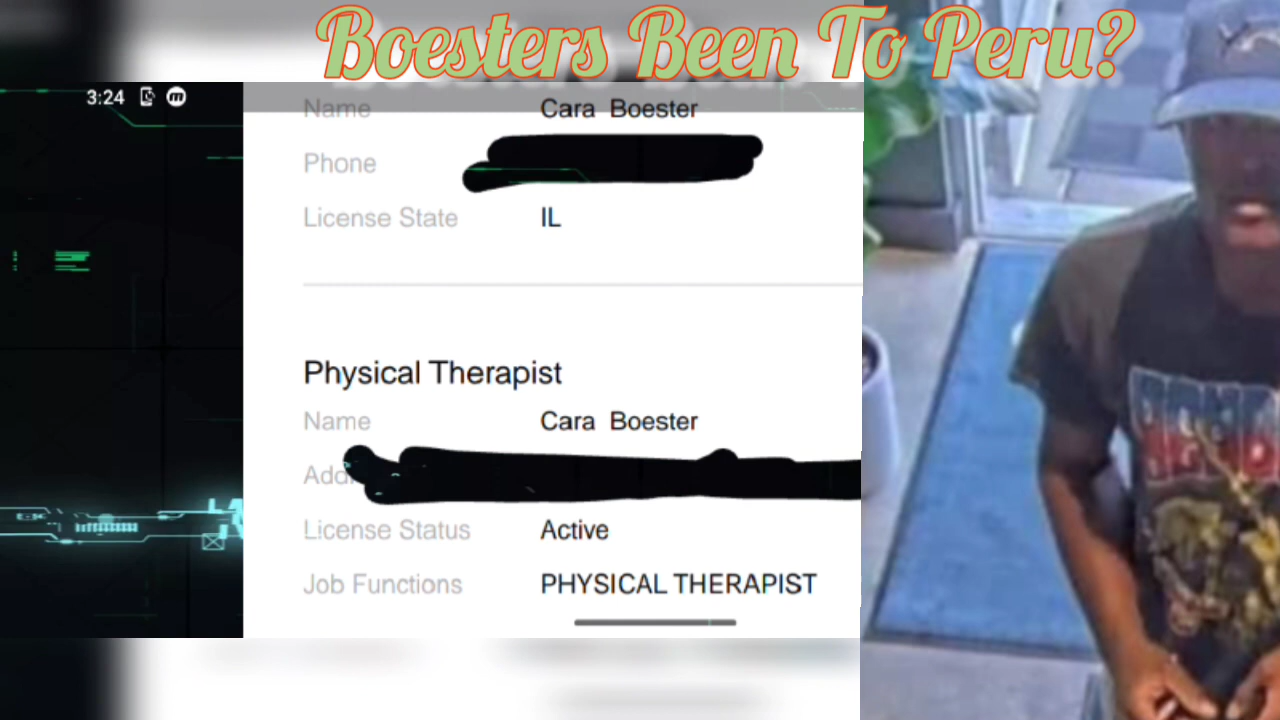 Boesters Been To Peru?
3:24
Name Cara Boester
Phone
License State IL
Physical Therapist
Name Cara Boester
Add
License Status Active
Job Functions PHYSICAL THERAPIST